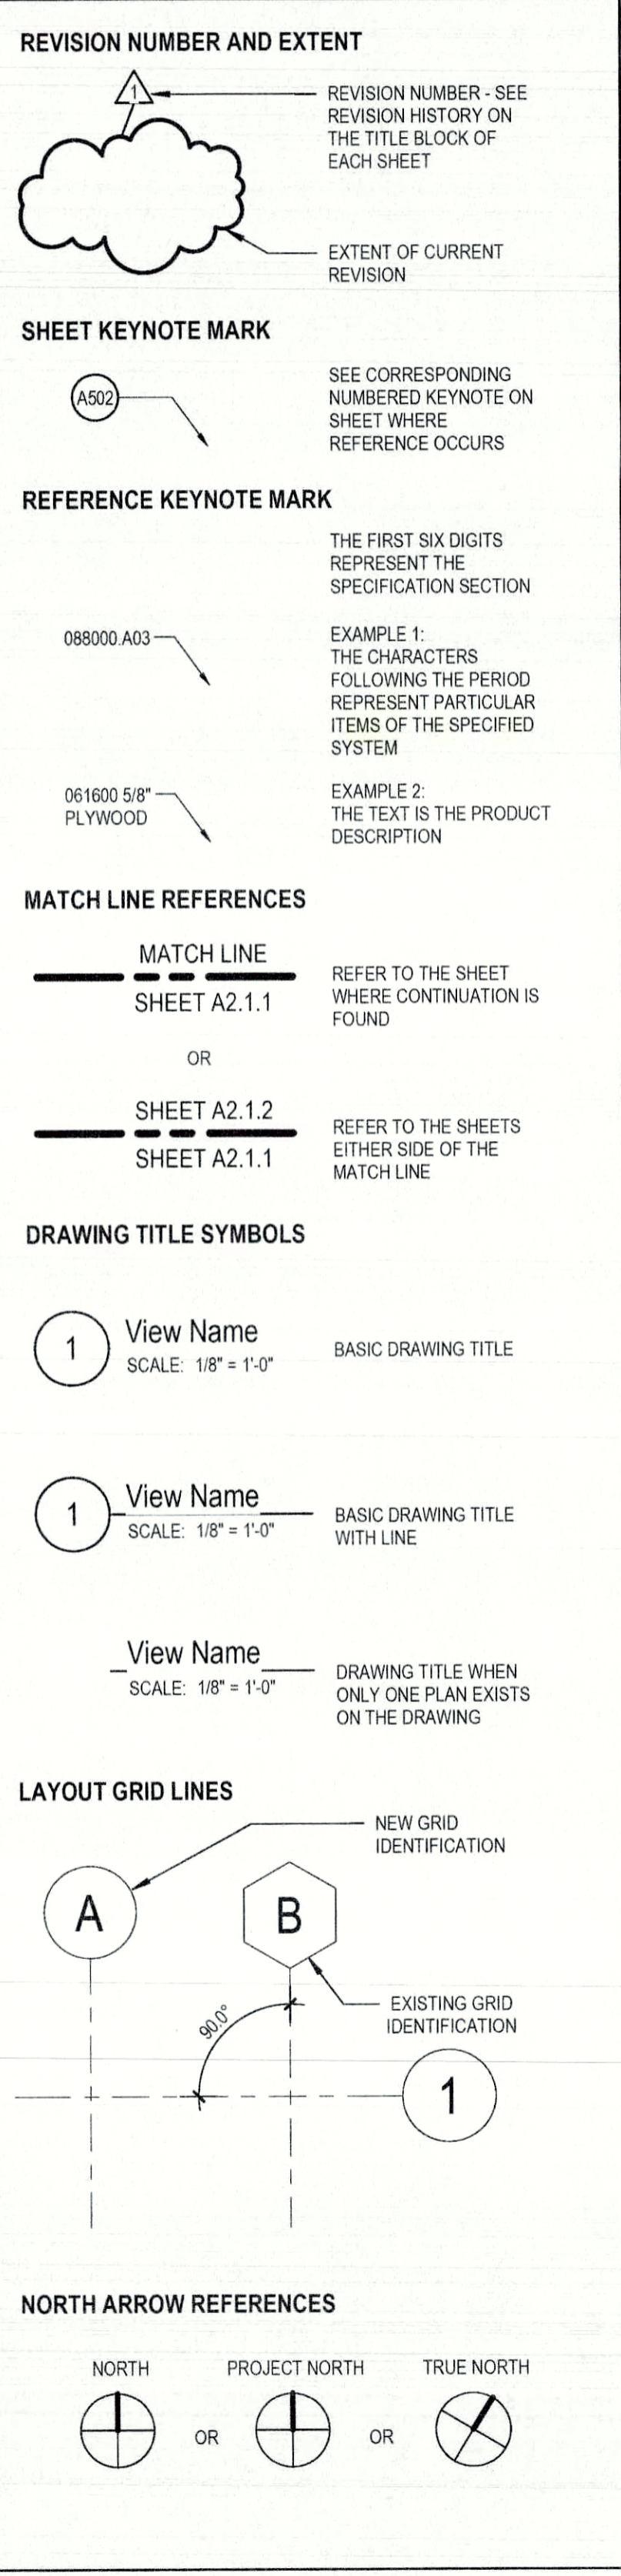 REVISION NUMBER AND EXTENT
1
REVISION NUMBER - SEE
REVISION HISTORY ON
THE TITLE BLOCK OF
EACH SHEET
EXTENT OF CURRENT
REVISION
SHEET KEYNOTE MARK
A502
SEE CORRESPONDING
NUMBERED KEYNOTE ON
SHEET WHERE
REFERENCE OCCURS
REFERENCE KEYNOTE MARK
THE FIRST SIX DIGITS
REPRESENT THE
SPECIFICATION SECTION
088000.A03
EXAMPLE 1:
THE CHARACTERS
FOLLOWING THE PERIOD
REPRESENT PARTICULAR
ITEMS OF THE SPECIFIED
SYSTEM
061600 5/8"
PLYWOOD
EXAMPLE 2:
THE TEXT IS THE PRODUCT
DESCRIPTION
MATCH LINE REFERENCES
MATCH LINE
SHEET A2.1.1
REFER TO THE SHEET
WHERE CONTINUATION IS
FOUND
OR
SHEET A2.1.2
SHEET A2.1.1
REFER TO THE SHEETS
EITHER SIDE OF THE
MATCH LINE
DRAWING TITLE SYMBOLS
1
View Name
SCALE: 1/8" = 1'-0"
BASIC DRAWING TITLE
1
View Name
SCALE: 1/8" = 1'-0"
BASIC DRAWING TITLE
WITH LINE
View Name
SCALE: 1/8" = 1'-0"
DRAWING TITLE WHEN
ONLY ONE PLAN EXISTS
ON THE DRAWING
LAYOUT GRID LINES
NEW GRID
IDENTIFICATION
A
B
EXISTING GRID
IDENTIFICATION
90.0°
1
NORTH ARROW REFERENCES
NORTH
PROJECT NORTH
TRUE NORTH
OR
OR